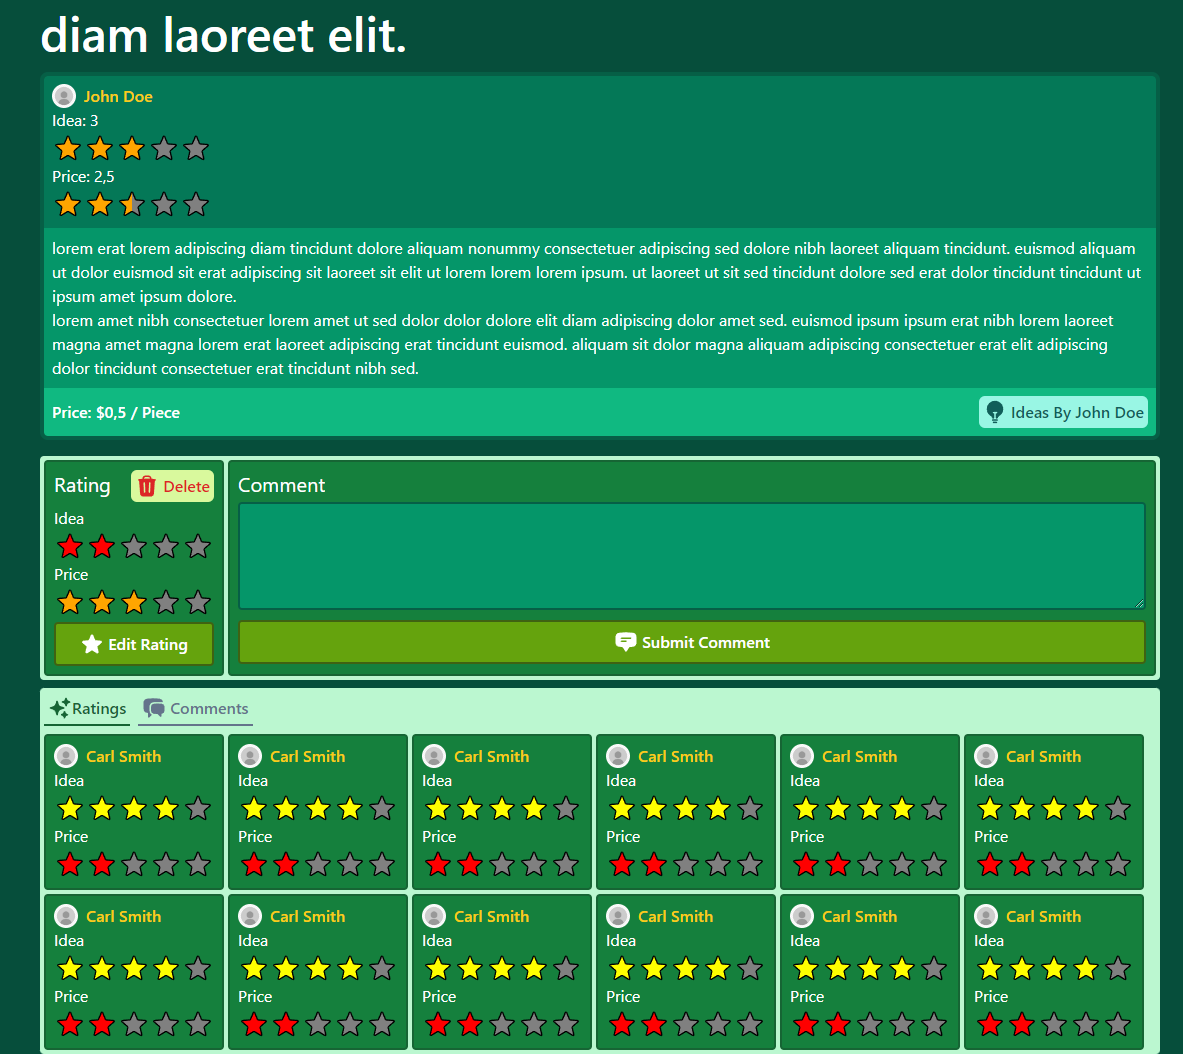 diam laoreet elit.
John Doe
Idea: 3
Price: 2,5
lorem erat lorem adipiscing diam tincidunt dolore aliquam nonummy consectetuer adipiscing sed dolore nibh laoreet aliquam tincidunt. euismod aliquam
ut dolor euismod sit erat adipiscing sit laoreet sit elit ut lorem lorem lorem ipsum. ut laoreet ut sit sed tincidunt dolore sed erat dolor tincidunt tincidunt ut
ipsum amet ipsum dolore.
lorem amet nibh consectetuer lorem amet ut sed dolor dolor dolore elit diam adipiscing dolor amet sed. euismod ipsum ipsum erat nibh lorem laoreet
magna amet magna lorem erat laoreet adipiscing erat tincidunt euismod. aliquam sit dolor magna aliquam adipiscing consectetuer erat elit adipiscing
dolor tincidunt consectetuer erat tincidunt nibh sed.
Price: $0,5 / Piece
Ideas By John Doe
Rating
Delete
Idea
Price
Edit Rating
Comment
Submit Comment
Ratings
Comments
Carl Smith
Idea
Price
Carl Smith
Idea
Price
Carl Smith
Idea
Price
Carl Smith
Idea
Price
Carl Smith
Idea
Price
Carl Smith
Idea
Price
Carl Smith
Idea
Price
Carl Smith
Idea
Price
Carl Smith
Idea
Price
Carl Smith
Idea
Price
Carl Smith
Idea
Price
Carl Smith
Idea
Price